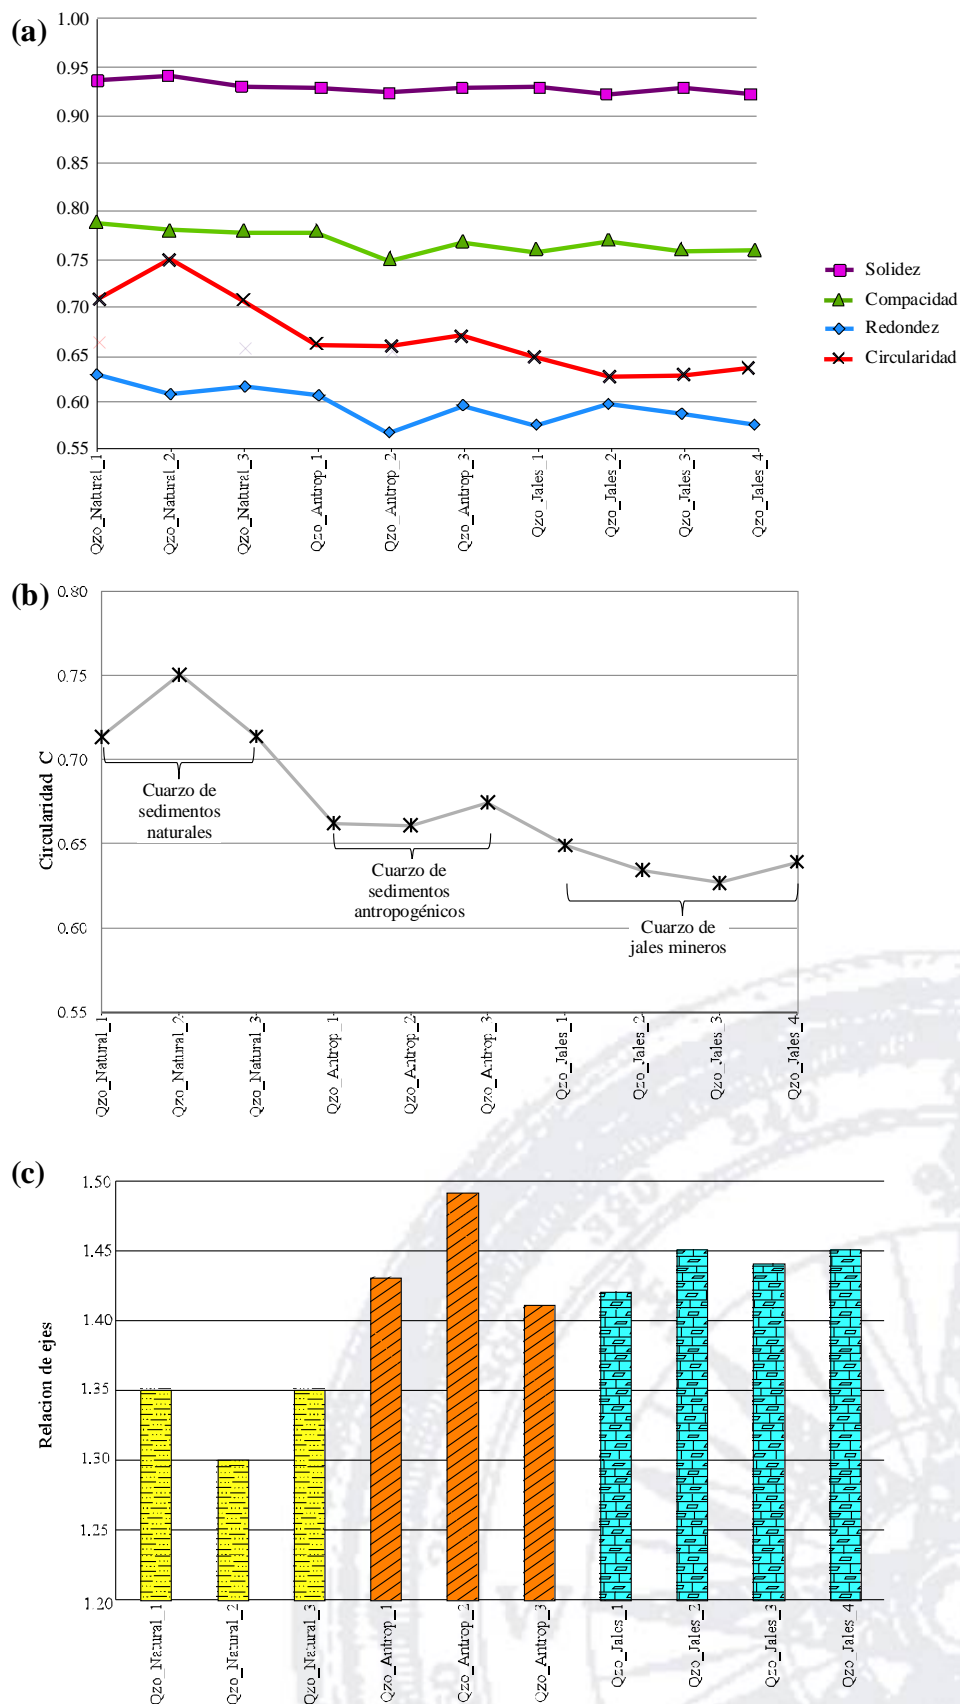 (a)
1.00
0.95
0.90
0.85
0.80
0.75
0.70
0.65
0.60
0.55
Solidez
Compacidad
Redondez
Circularidad
Qzo_Natural_1
Qzo_Natural_2
Qzo_Natural_3
Qzo_Antrop_1
Qzo_Antrop_2
Qzo_Antrop_3
Qzo_Jales_1
Qzo_Jales_2
Qzo_Jales_3
Qzo_Jales_4
(b)
Circularidad C
0.80
0.75
0.70
0.65
0.60
0.55
Cuarzo de
sedimentos
naturales
Cuarzo de
sedimentos
antropogénicos
Cuarzo de
jales mineros
Qzo_Natural_1
Qzo_Natural_2
Qzo_Natural_3
Qzo_Antrop_1
Qzo_Antrop_2
Qzo_Antrop_3
Qzo_Jales_1
Qzo_Jales_2
Qzo_Jales_3
Qzo_Jales_4
(c)
Relacion de ejes
1.50
1.45
1.40
1.35
1.30
1.25
1.20
Qzo_Natural_1
Qzo_Natural_2
Qzo_Natural_3
Qzo_Antrop_1
Qzo_Antrop_2
Qzo_Antrop_3
Qzo_Jales_1
Qzo_Jales_2
Qzo_Jales_3
Qzo_Jales_4